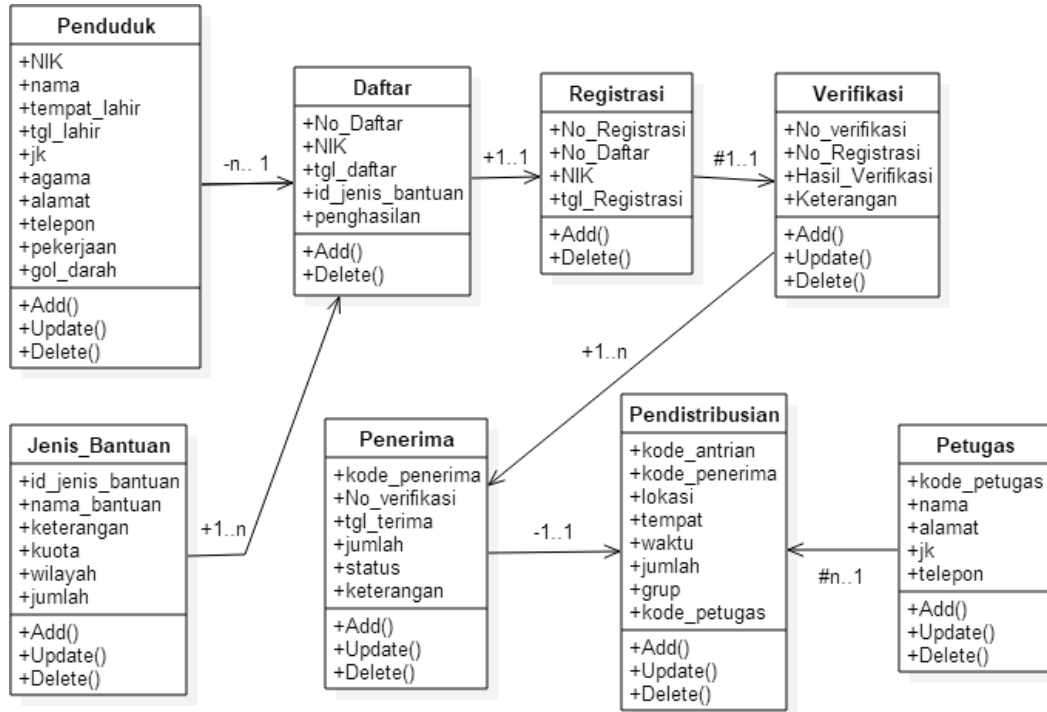 Penduduk
+NIK
+nama
+tempat_lahir
+tgl_lahir
+jk
+agama
+alamat
+telepon
+pekerjaan
+gol_darah
+Add()
+Update()
+Delete()
-n.. 1
Daftar
+No_Daftar
+NIK
+tgl_daftar
+id_jenis_bantuan
+penghasilan
+Add()
+Delete()
+1..1
Registrasi
+No_Registrasi
+No_Daftar
+NIK
+tgl_Registrasi
+Add()
+Delete()
#1..1
Verifikasi
+No_verifikasi
+No_Registrasi
+Hasil_Verifikasi
+Keterangan
+Add()
+Update()
+Delete()
+1..n
Jenis_Bantuan
+id_jenis_bantuan
+nama_bantuan
+keterangan
+kuota
+wilayah
+jumlah
+Add()
+Update()
+Delete()
+1..n
Penerima
+kode_penerima
+No_verifikasi
+tgl_terima
+jumlah
+status
+keterangan
+Add()
+Update()
+Delete()
-1..1
Pendistribusian
+kode_antrian
+kode_penerima
+lokasi
+tempat
+waktu
+jumlah
+grup
+kode_petugas
+Add()
+Update()
+Delete()
#n..1
Petugas
+kode_petugas
+nama
+alamat
+jk
+telepon
+Add()
+Update()
+Delete()